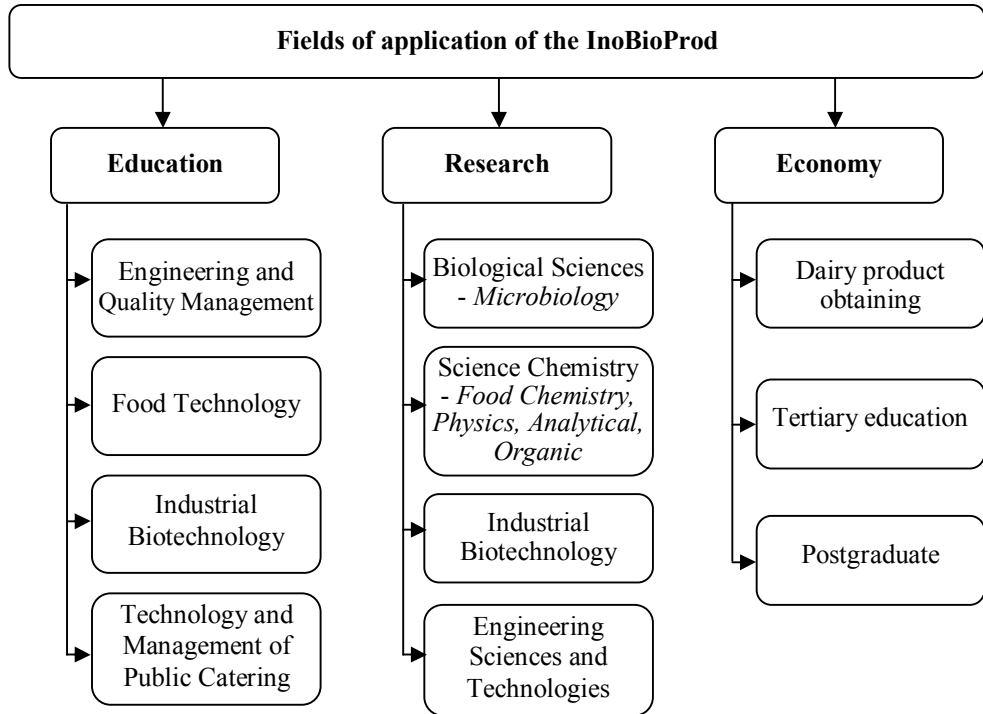 Fields of application of the InoBioProd
Education
Research
Economy
Engineering and
Quality Management
Food Technology
Industrial
Biotechnology
Technology and
Management of
Public Catering
Biological Sciences
- Microbiology
Science Chemistry
- Food Chemistry,
Physics, Analytical,
Organic
Industrial
Biotechnology
Engineering
Sciences and
Technologies
Dairy product
obtaining
Tertiary education
Postgraduate